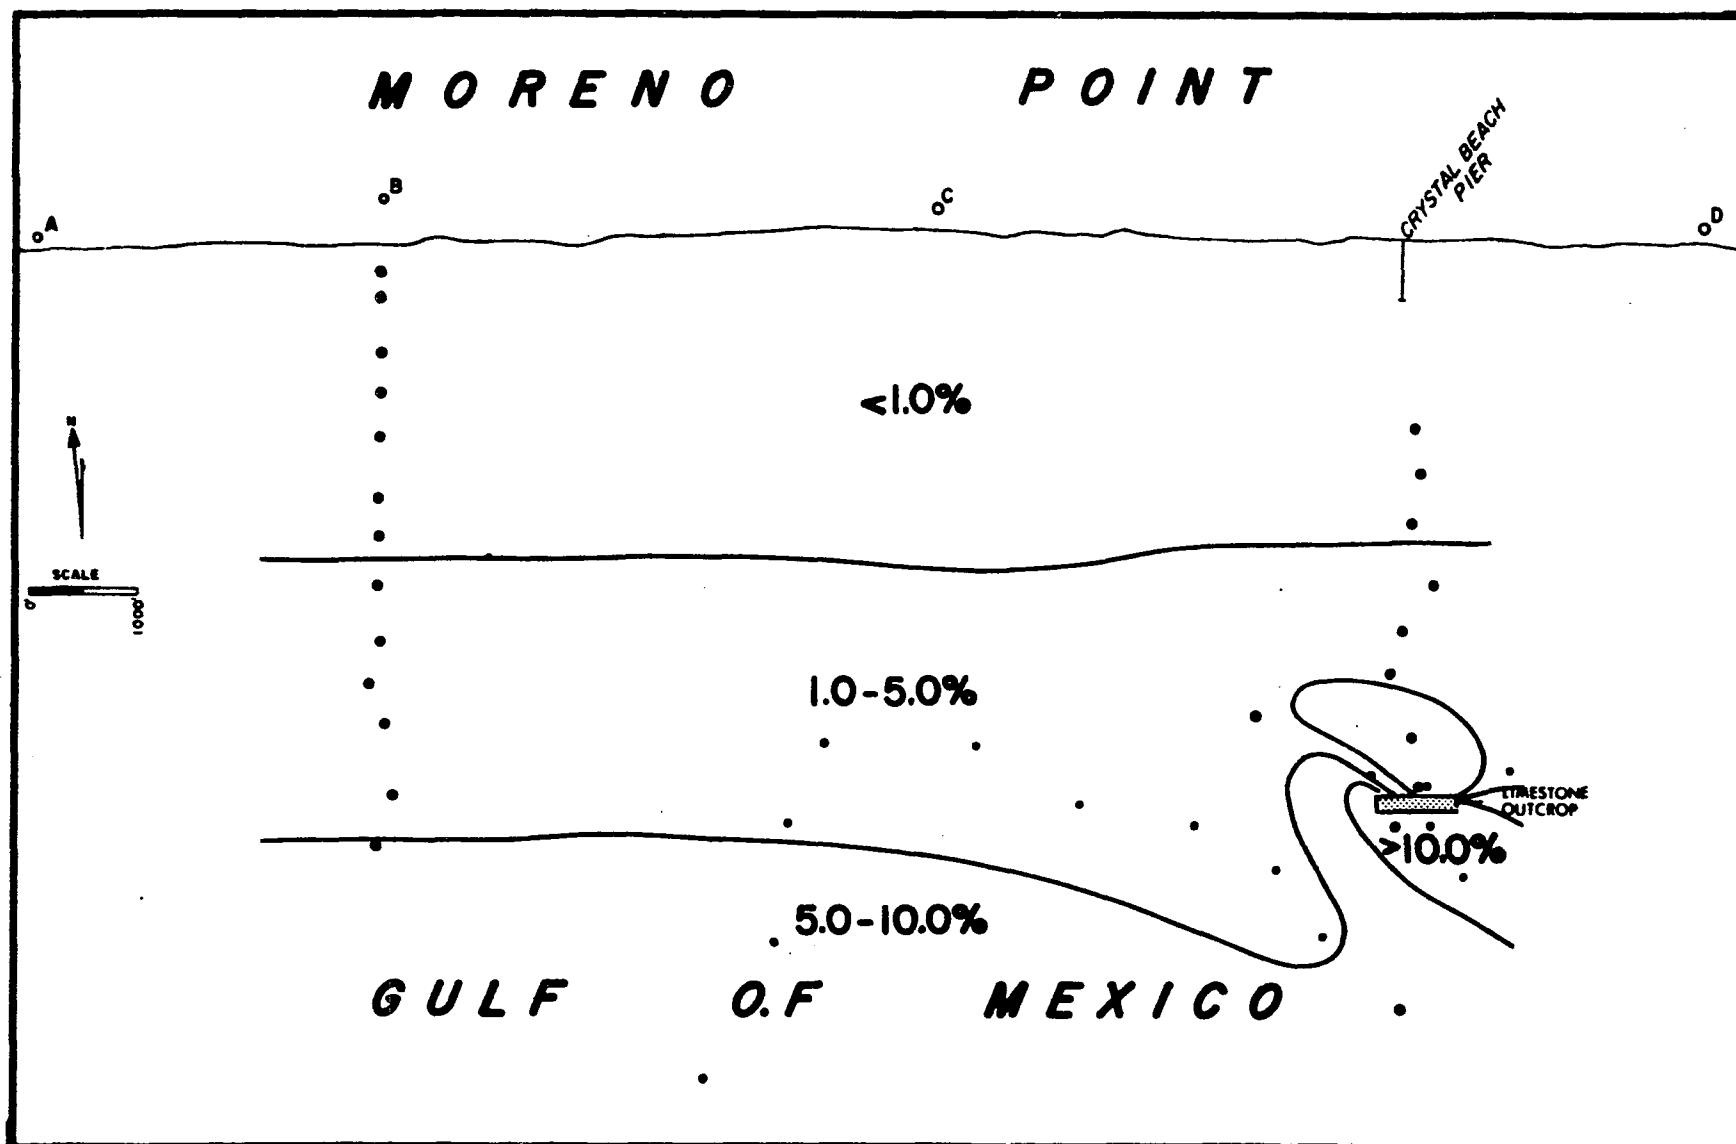 MORENO POINT
CRYSTAL BEACH
PIER
A
B
C
D
<1.0%
N
SCALE
0'
1000'
1.0-5.0%
LIMESTONE
OUTCROP
>10.0%
5.0-10.0%
GULF O.F MEXICO